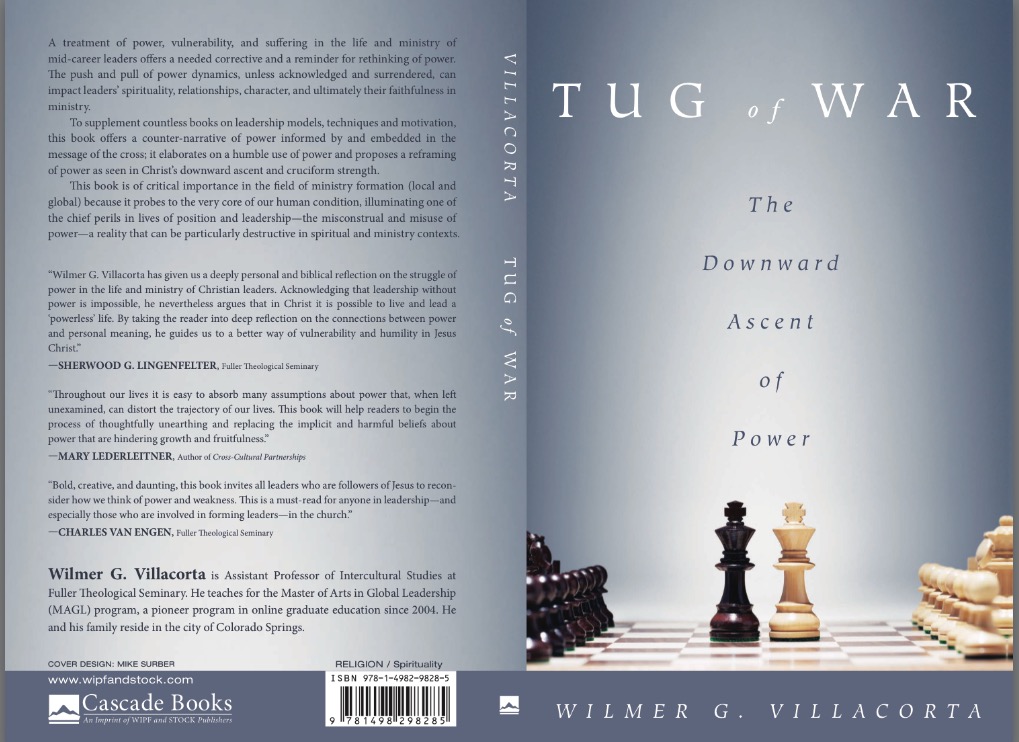 A treatment of power, vulnerability, and suffering in the life and ministry of
mid-career leaders offers a needed corrective and a reminder for rethinking of power.
The push and pull of power dynamics, unless acknowledged and surrendered, can
impact leaders' spirituality, relationships, character, and ultimately their faithfulness in
ministry.
To supplement countless books on leadership models, techniques and motivation,
this book offers a counter-narrative of power informed by and embedded in the
message of the cross; it elaborates on a humble use of power and proposes a reframing
of power as seen in Christ's downward ascent and cruciform strength.
This book is of critical importance in the field of ministry formation (local and
global) because it probes to the very core of our human condition, illuminating one of
the chief perils in lives of position and leadership—the misconstrual and misuse of
power—a reality that can be particularly destructive in spiritual and ministry contexts.
“Wilmer G. Villacorta has given us a deeply personal and biblical reflection on the struggle of
power in the life and ministry of Christian leaders. Acknowledging that leadership without
power is impossible, he nevertheless argues that in Christ it is possible to live and lead a
‘powerless’ life. By taking the reader into deep reflection on the connections between power
and personal meaning, he guides us to a better way of vulnerability and humility in Jesus
Christ.”
—SHERWOOD G. LINGENFELTER, Fuller Theological Seminary
“Throughout our lives it is easy to absorb many assumptions about power that, when left
unexamined, can distort the trajectory of our lives. This book will help readers to begin the
process of thoughtfully unearthing and replacing the implicit and harmful beliefs about
power that are hindering growth and fruitfulness.”
—MARY LEDERLEITNER, Author of Cross-Cultural Partnerships
“Bold, creative, and daunting, this book invites all leaders who are followers of Jesus to recon-
sider how we think of power and weakness. This is a must-read for anyone in leadership—and
especially those who are involved in forming leaders—in the church.”
—CHARLES VAN ENGEN, Fuller Theological Seminary
Wilmer G. Villacorta is Assistant Professor of Intercultural Studies at
Fuller Theological Seminary. He teaches for the Master of Arts in Global Leadership
(MAGL) program, a pioneer program in online graduate education since 2004. He
and his family reside in the city of Colorado Springs.
COVER DESIGN: MIKE SURBER
www.wipfandstock.com
Cascade Books
An Imprint of WIPF and STOCK Publishers
RELIGION / Spirituality
ISBN 978-1-4982-9828-5
9 781498 298285
VILLACORTA
TUG of WAR
TUG of WAR
The
Downward
Ascent
of
Power
WILMER G. VILLACORTA